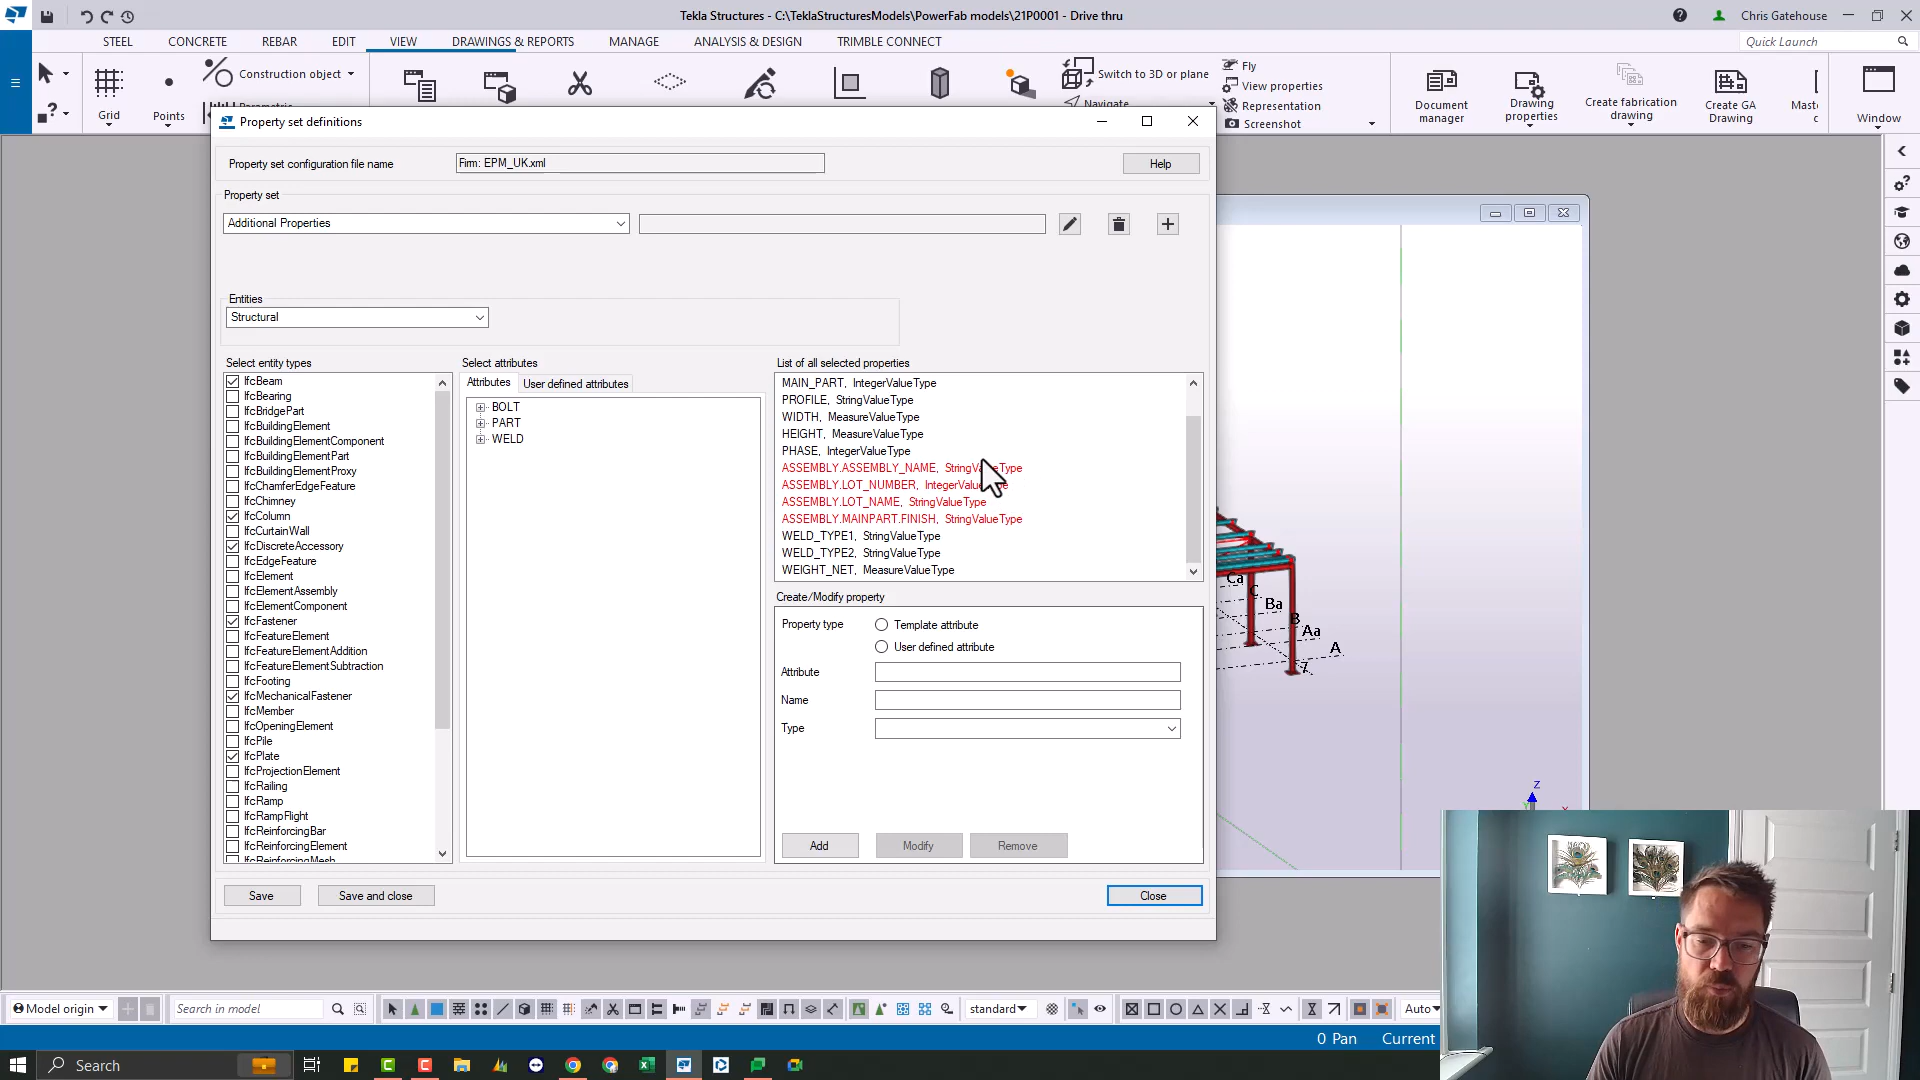 Tekla Structures - C:\TeklaStructuresModels\PowerFab models\21P0001 - Drive thru
Chris Gatehouse
STEEL CONCRETE REBAR EDIT VIEW DRAWINGS & REPORTS MANAGE ANALYSIS & DESIGN TRIMBLE CONNECT
Quick Launch
Grid
Points
Construction object
Switch to 3D or plane
Navigate
Fly
View properties
Representation
Screenshot
Document manager
Drawing properties
Create fabrication drawing
Create GA Drawing
Window
Property set definitions
Property set configuration file name
Firm: EPM_UK.xml
Help
Property set
Additional Properties
Entities
Structural
Select entity types
IfcBeam
IfcBearing
IfcBridgePart
IfcBuildingElement
IfcBuildingElementComponent
IfcBuildingElementPart
IfcBuildingElementProxy
IfcChamferEdgeFeature
IfcChimney
IfcColumn
IfcCurtainWall
IfcDiscreteAccessory
IfcEdgeFeature
IfcElement
IfcElementAssembly
IfcElementComponent
IfcFastener
IfcFeatureElement
IfcFeatureElementAddition
IfcFeatureElementSubtraction
IfcFooting
IfcMechanicalFastener
IfcMember
IfcOpeningElement
IfcPile
IfcPlate
IfcProjectionElement
IfcRailing
IfcRamp
IfcRampFlight
IfcReinforcingBar
IfcReinforcingElement
IfcReinforcingMesh
Select attributes
Attributes
User defined attributes
BOLT
PART
WELD
List of all selected properties
MAIN_PART, IntegerValueType
PROFILE, StringValueType
WIDTH, MeasureValueType
HEIGHT, MeasureValueType
PHASE, IntegerValueType
ASSEMBLY.ASSEMBLY_NAME, StringValueType
ASSEMBLY.LOT_NUMBER, IntegerValueType
ASSEMBLY.LOT_NAME, StringValueType
ASSEMBLY.MAINPART.FINISH, StringValueType
WELD_TYPE1, StringValueType
WELD_TYPE2, StringValueType
WEIGHT_NET, MeasureValueType
Create/Modify property
Property type
Template attribute
User defined attribute
Attribute
Name
Type
Add
Modify
Remove
Save
Save and close
Close
Ca
C
Ba
B
Aa
A
7
Z
Model origin
Search in model
standard
Auto
0 Pan
Current
Search